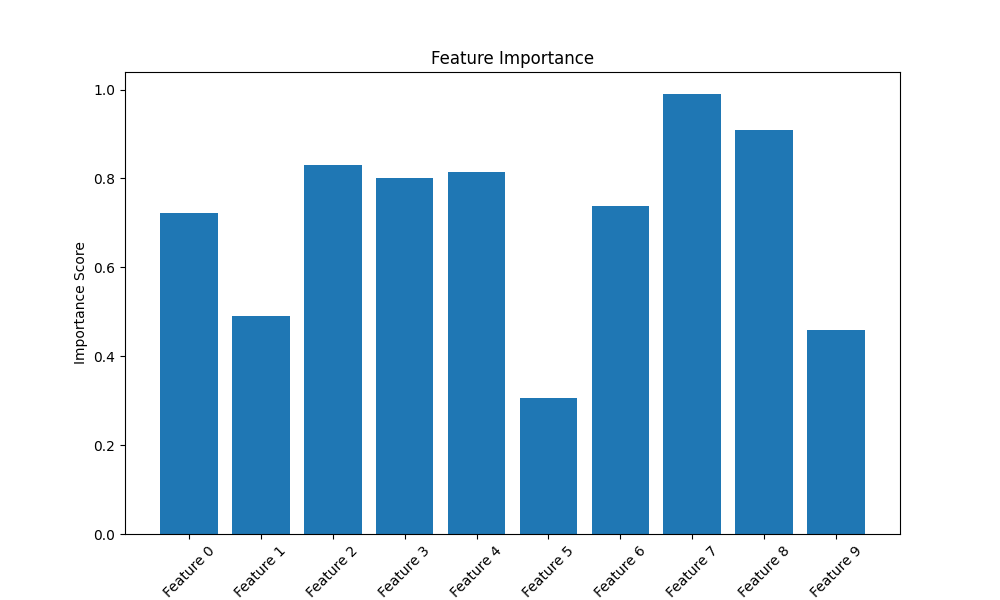 Feature Importance
1.0
0.8
0.6
0.4
0.2
0.0
Importance Score
Feature 0
Feature 1
Feature 2
Feature 3
Feature 4
Feature 5
Feature 6
Feature 7
Feature 8
Feature 9